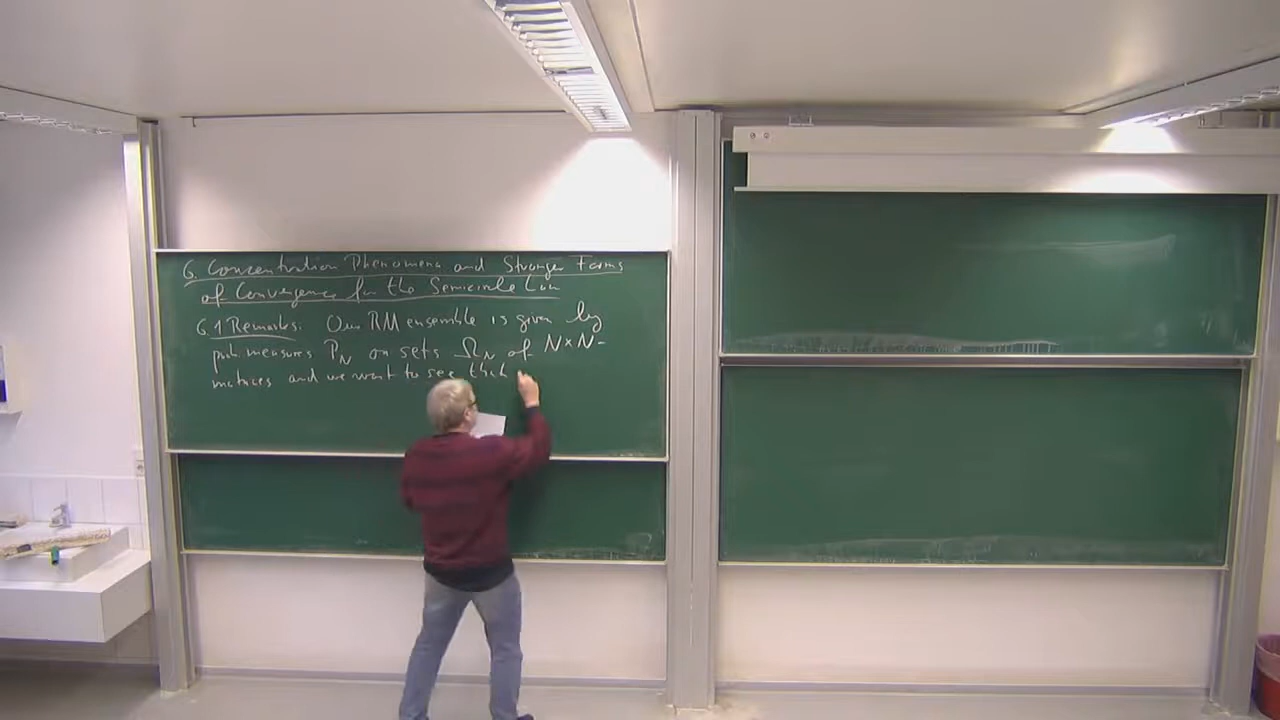 6. Concentration Phenomena and Stronger Forms
of Convergence for the Semicircle Law
6.1 Remarks: Our RM ensemble is given by
prob. measures P_N on sets Ω_N of N×N-
matrices and we want to see that